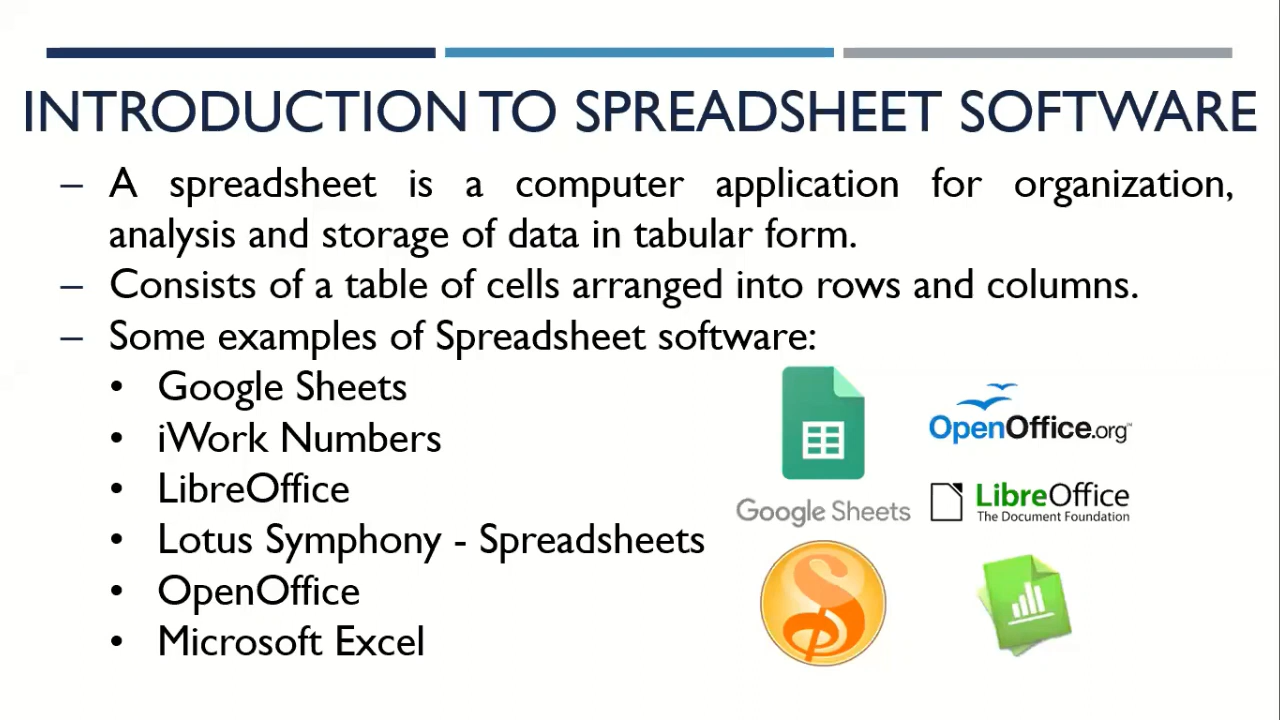 INTRODUCTION TO SPREADSHEET SOFTWARE
– A spreadsheet is a computer application for organization,
analysis and storage of data in tabular form.
– Consists of a table of cells arranged into rows and columns.
– Some examples of Spreadsheet software:
• Google Sheets
• iWork Numbers
• LibreOffice
• Lotus Symphony - Spreadsheets
• OpenOffice
• Microsoft Excel
Google Sheets
OpenOffice.org™
LibreOffice
The Document Foundation